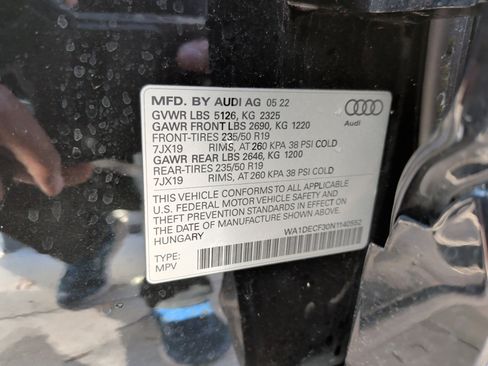 MFD. BY AUDI AG 05 22
GVWR LBS 5126, KG 2325
GAWR FRONT LBS 2690, KG 1220
FRONT-TIRES 235/50 R19
7JX19 RIMS, AT 260 KPA 38 PSI COLD
GAWR REAR LBS 2646, KG 1200
REAR-TIRES 235/50 R19
7JX19 RIMS, AT 260 KPA 38 PSI COLD
THIS VEHICLE CONFORMS TO ALL APPLICABLE
U.S. FEDERAL MOTOR VEHICLE SAFETY AND
THEFT PREVENTION STANDARDS IN EFFECT ON
THE DATE OF MANUFACTURE SHOWN ABOVE.
HUNGARY
WA1DECF30N1140552
TYPE:
MPV
Audi